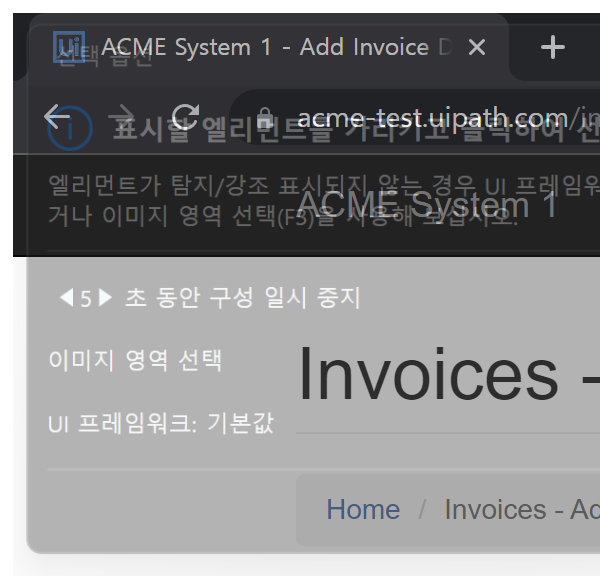 Ui ACME System 1 - Add Invoice D
선택 옵션
acme-test.uipath.com/in
표시할 엘리먼트를 가리키고 클릭하여 선
엘리먼트가 탐지/강조 표시되지 않는 경우 UI 프레임워
거나 이미지 영역 선택(F3)을 사용해 보십시오.
ACME System 1
5 초 동안 구성 일시 중지
이미지 영역 선택
Invoices -
UI 프레임워크: 기본값
Home / Invoices - Ad